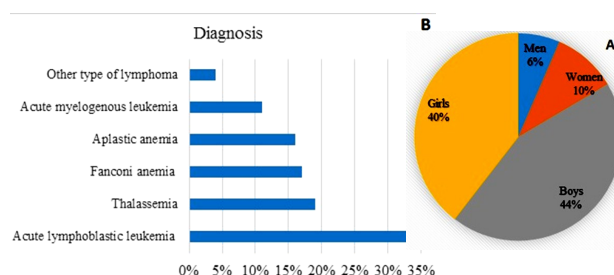 Diagnosis
Other type of lymphoma
Acute myelogenous leukemia
Aplastic anemia
Fanconi anemia
Thalassemia
Acute lymphoblastic leukemia
0% 5% 10% 15% 20% 25% 30% 35%
B
A
Men
6%
Women
10%
Girls
40%
Boys
44%